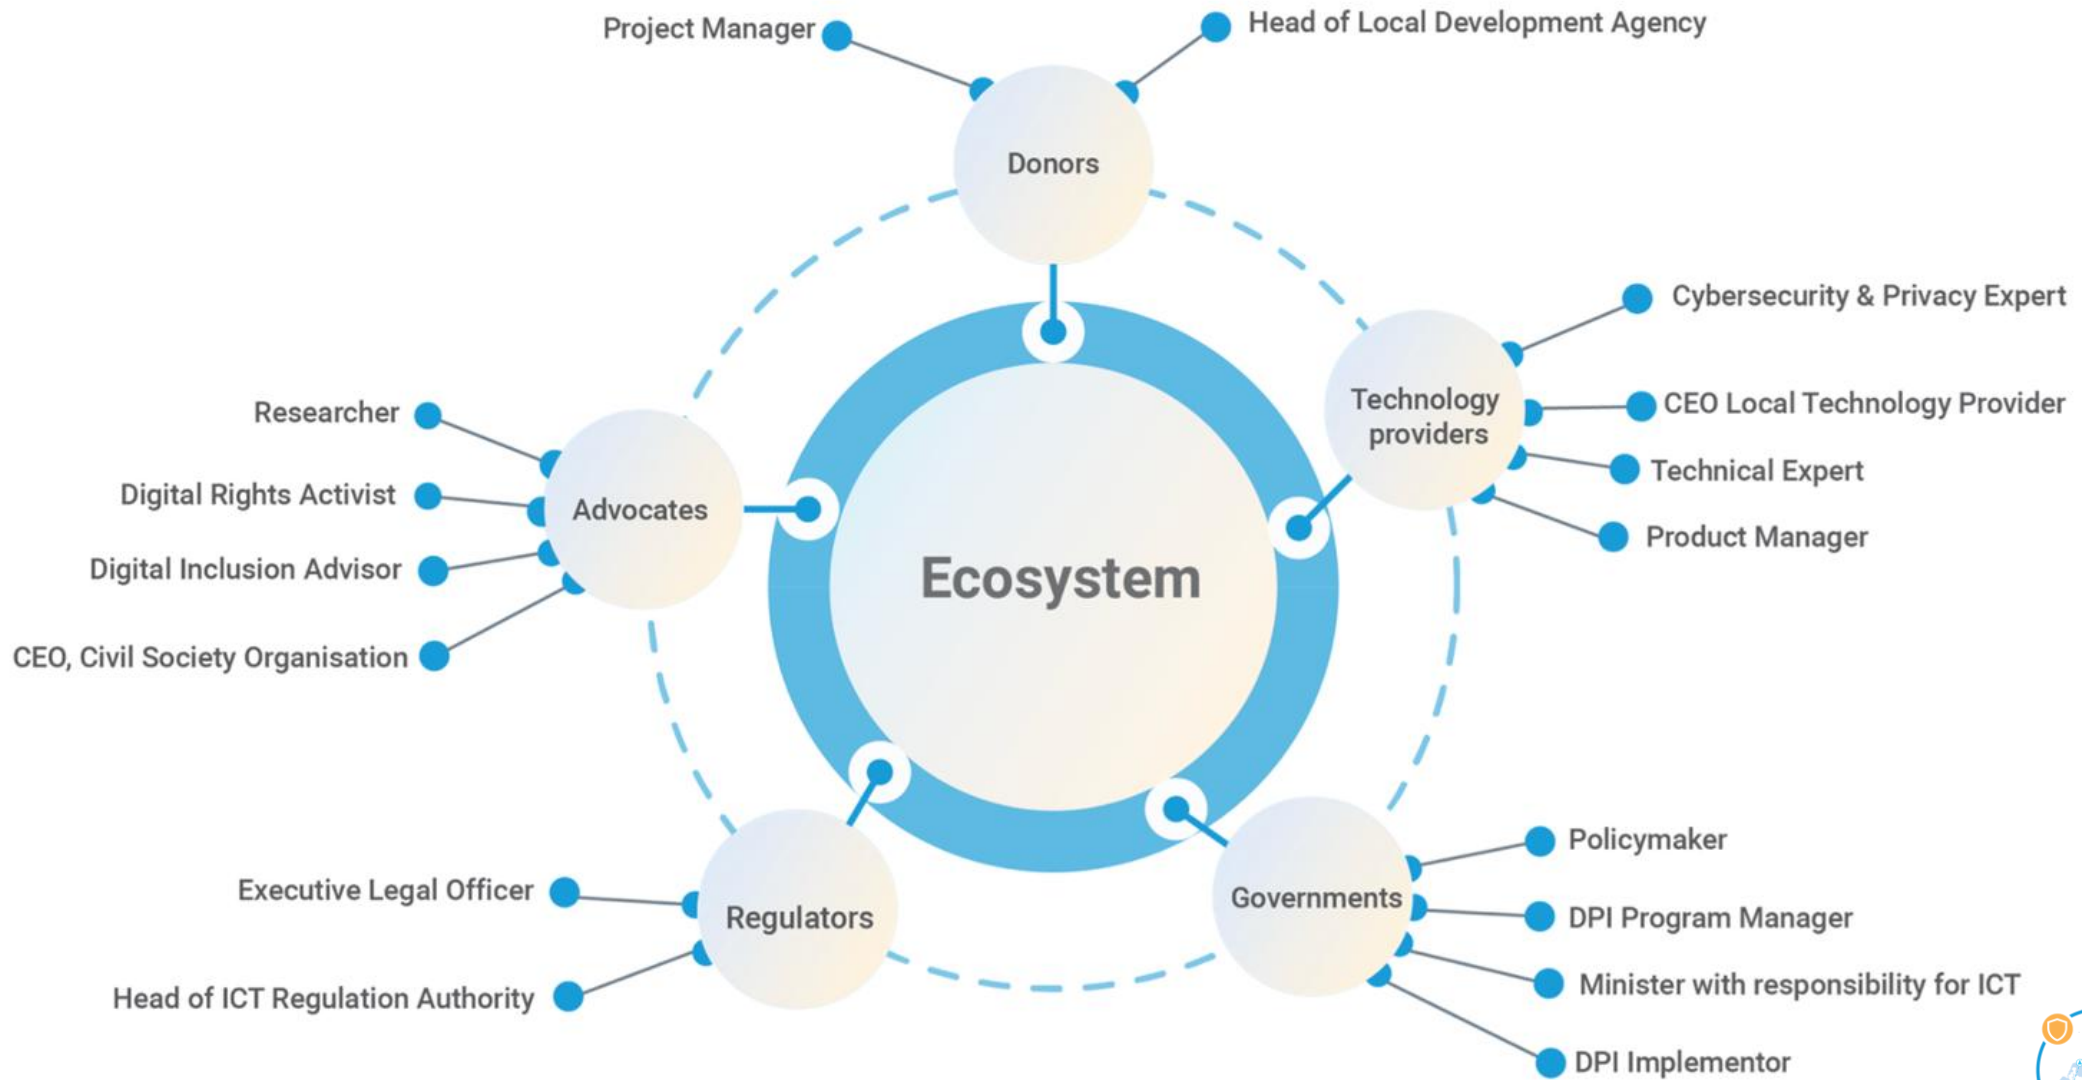 Project Manager
Head of Local Development Agency
Donors
Cybersecurity & Privacy Expert
Technology
providers
CEO Local Technology Provider
Technical Expert
Product Manager
Researcher
Digital Rights Activist
Advocates
Digital Inclusion Advisor
CEO, Civil Society Organisation
Ecosystem
Executive Legal Officer
Regulators
Head of ICT Regulation Authority
Governments
Policymaker
DPI Program Manager
Minister with responsibility for ICT
DPI Implementor